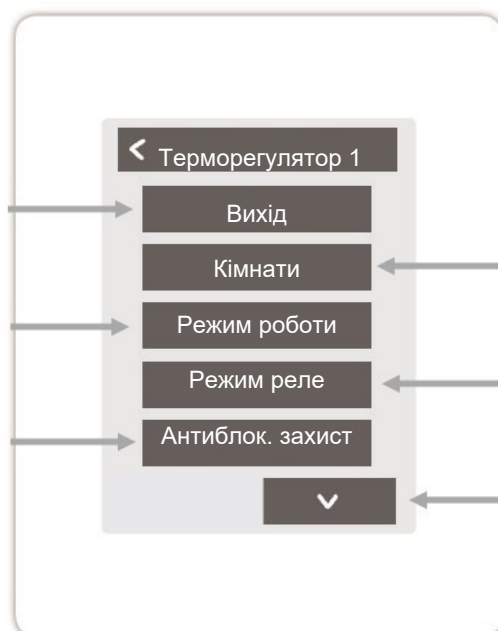 Терморегулятор 1
Вихід
Кімнати
Режим роботи
Режим реле
Антиблок. захист